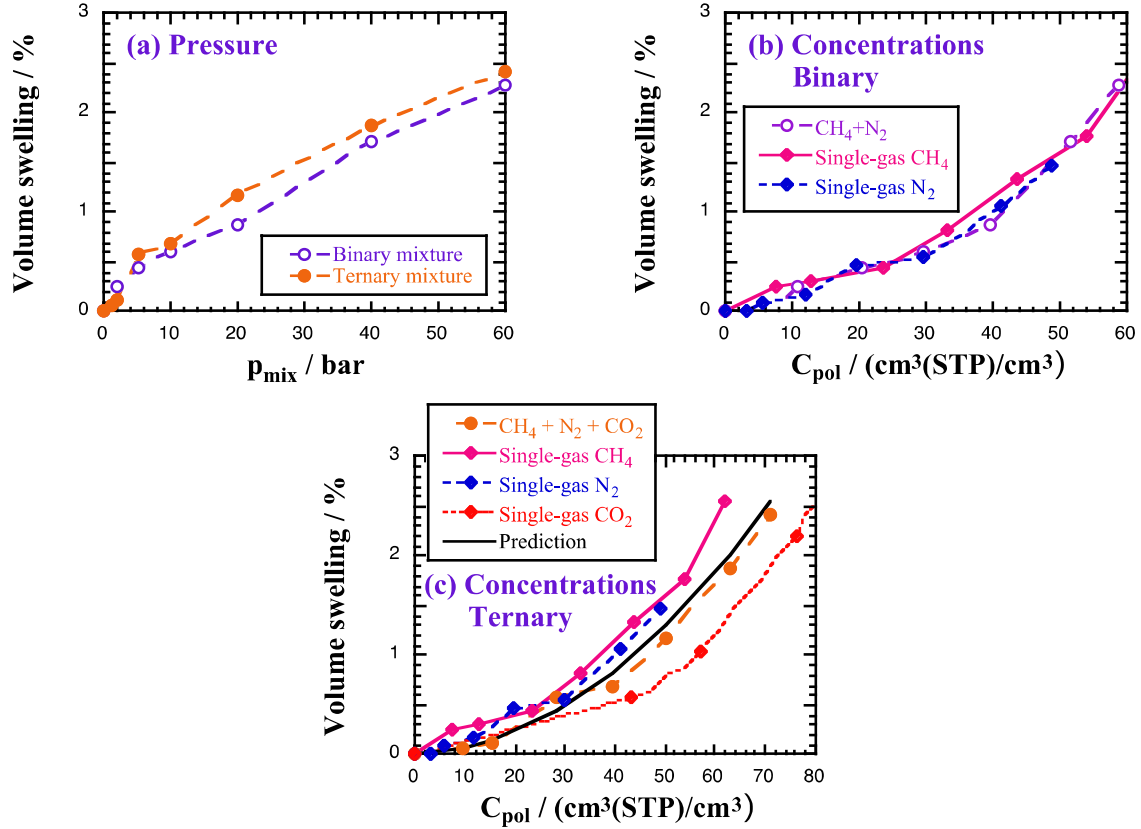 (a) Pressure
Volume swelling / %
3
2
1
0
Binary mixture
Ternary mixture
0 10 20 30 40 50 60
p_mix / bar
(b) Concentrations
Binary
Volume swelling / %
3
2
1
0
CH₄+N₂
Single-gas CH₄
Single-gas N₂
0 10 20 30 40 50 60
C_pol / (cm³(STP)/cm³)
CH₄ + N₂ + CO₂
Single-gas CH₄
Single-gas N₂
Single-gas CO₂
Prediction
(c) Concentrations
Ternary
Volume swelling / %
3
2
1
0
0 10 20 30 40 50 60 70 80
C_pol / (cm³(STP)/cm³)